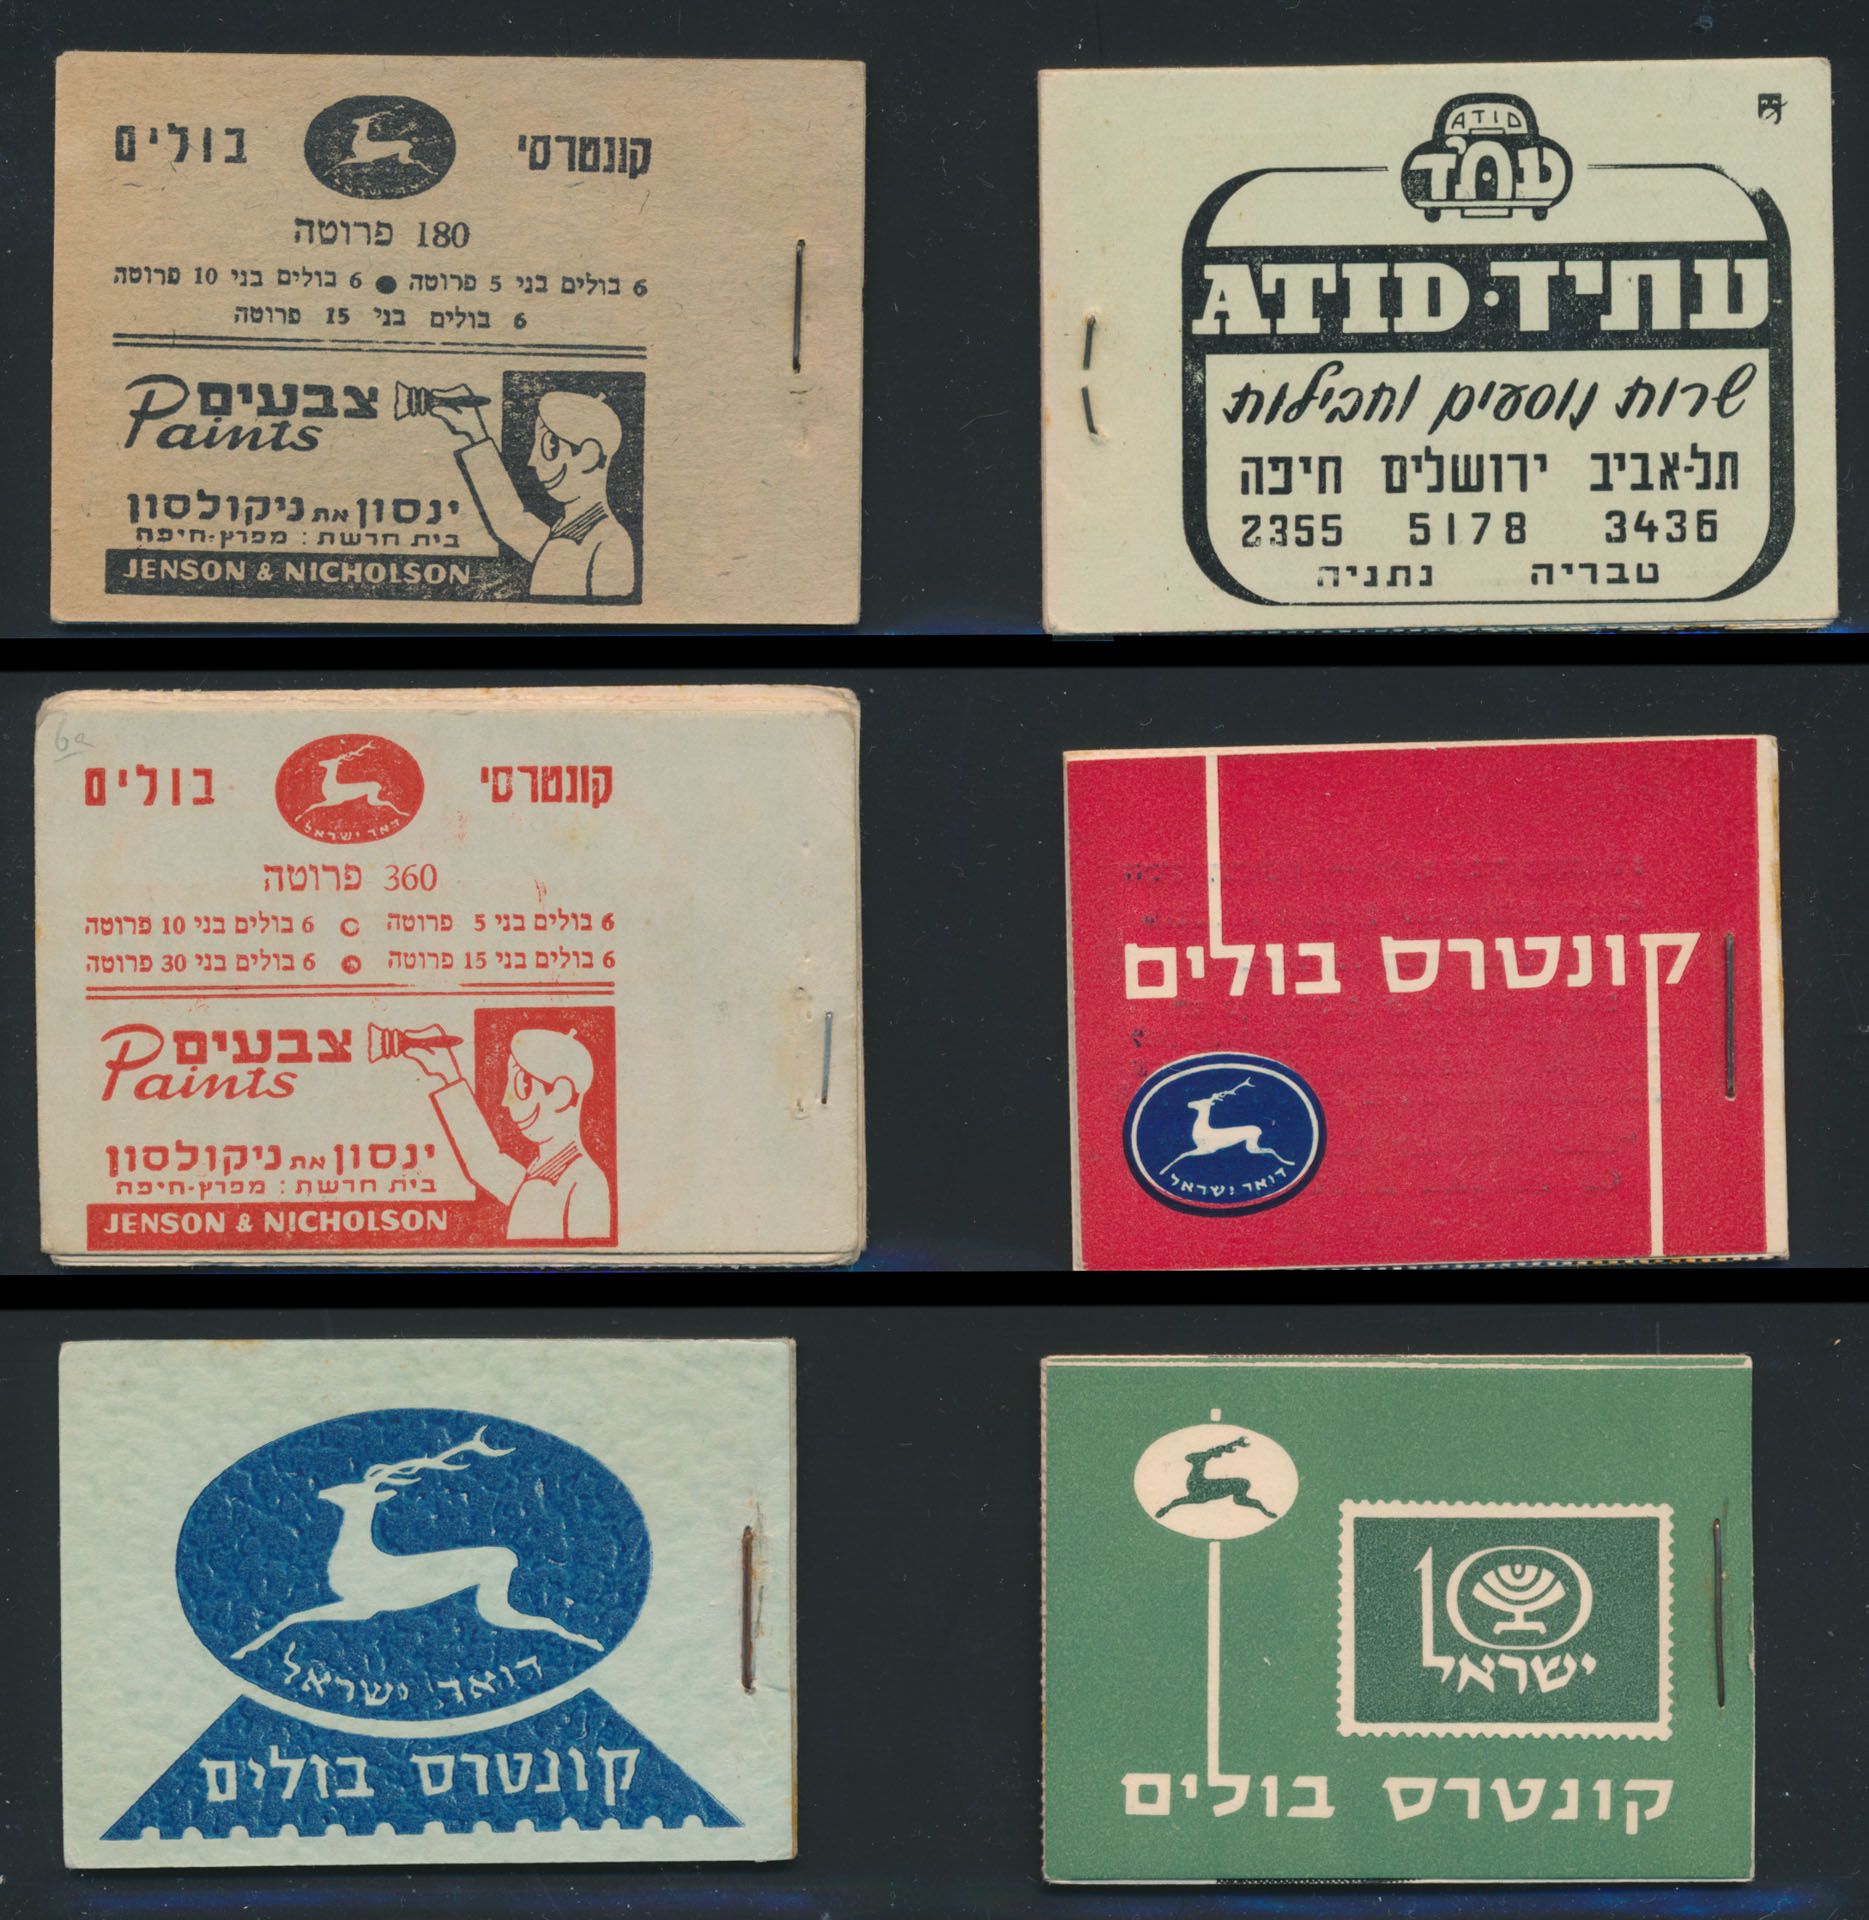 קונטרסי בולים
דואר ישראל
180 פרוטה
6 בולים בני 5 פרוטה ● 6 בולים בני 10 פרוטה
6 בולים בני 15 פרוטה
צבעים
Paints
ינסון את ניקולסון
בית חרשת: מפרץ-חיפה
JENSON & NICHOLSON
ATID
עתיד
ATID·עתיד
שרות נוסעים וחבילות
תל-אביב ירושלים חיפה
3436 5178 2355
טבריה נתניה
6a
קונטרסי בולים
דואר ישראל
360 פרוטה
6 בולים בני 5 פרוטה 6 בולים בני 10 פרוטה
6 בולים בני 15 פרוטה 6 בולים בני 30 פרוטה
צבעים
Paints
ינסון את ניקולסון
בית חרשת: מפרץ-חיפה
JENSON & NICHOLSON
קונטרס בולים
דואר ישראל
דואר ישראל
קונטרס בולים
ישראל
קונטרס בולים